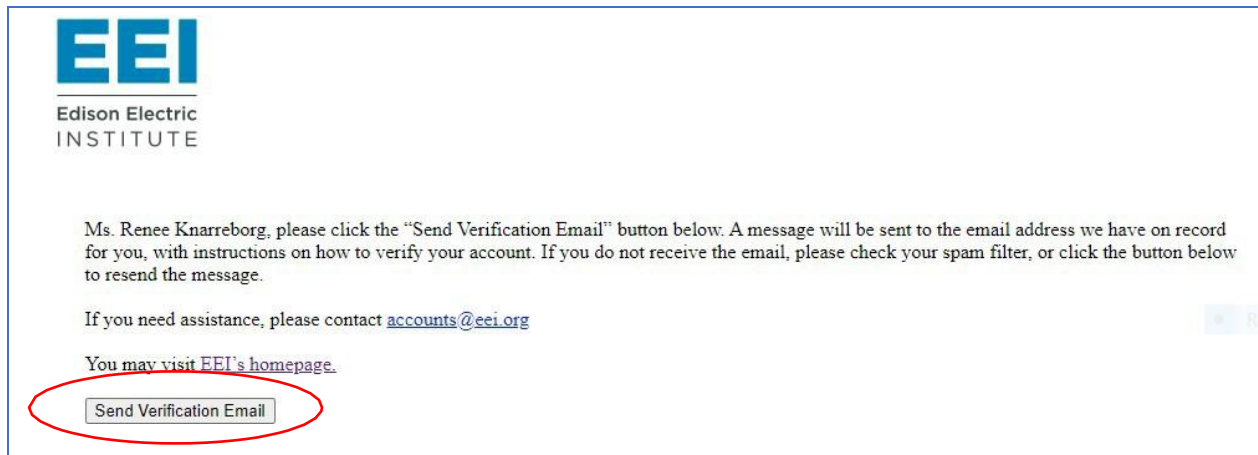 EEI
Edison Electric
INSTITUTE
Ms. Renee Knarreborg, please click the “Send Verification Email” button below. A message will be sent to the email address we have on record
for you, with instructions on how to verify your account. If you do not receive the email, please check your spam filter, or click the button below
to resend the message.
If you need assistance, please contact accounts@eei.org
R
You may visit EEI’s homepage.
Send Verification Email